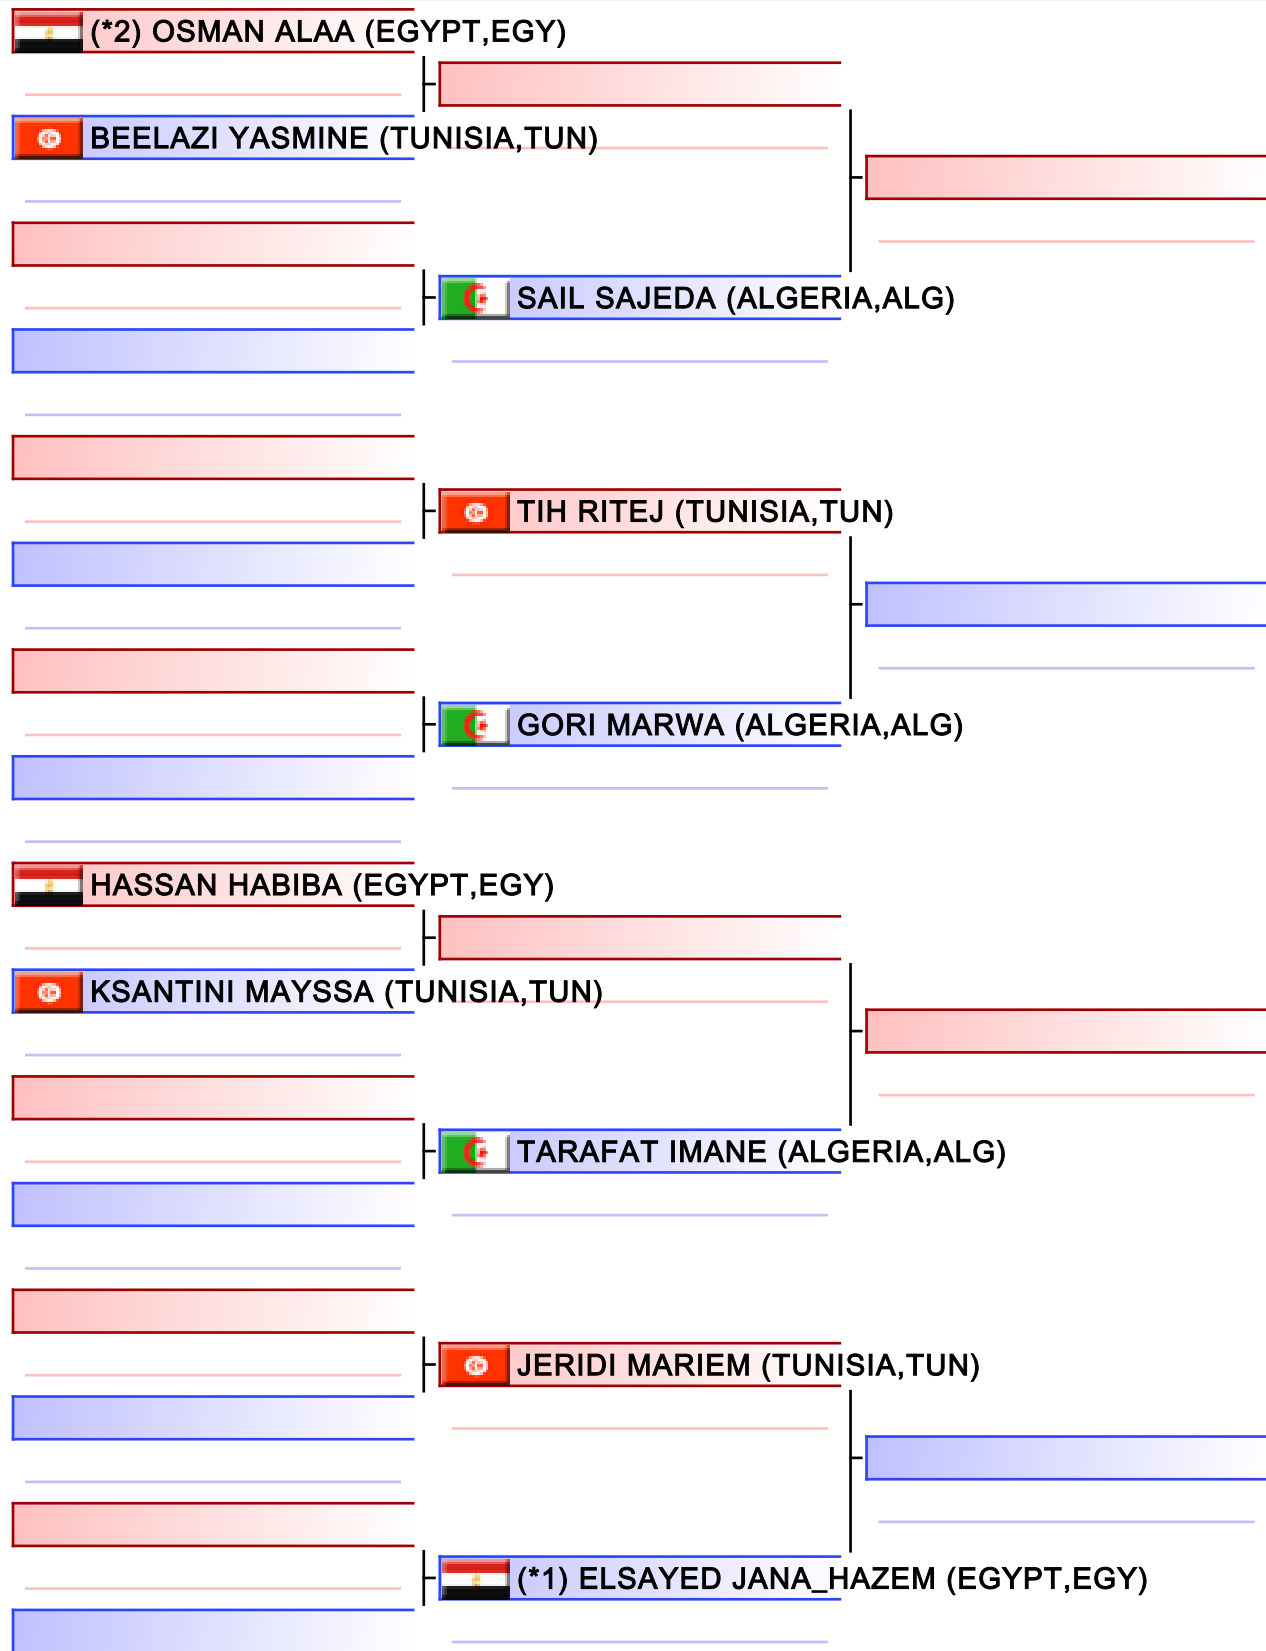 (*2) OSMAN ALAA (EGYPT,EGY)
BEELAZI YASMINE (TUNISIA,TUN)
SAIL SAJEDA (ALGERIA,ALG)
TIH RITEJ (TUNISIA,TUN)
GORI MARWA (ALGERIA,ALG)
HASSAN HABIBA (EGYPT,EGY)
KSANTINI MAYSSA (TUNISIA,TUN)
TARAFAT IMANE (ALGERIA,ALG)
JERIDI MARIEM (TUNISIA,TUN)
(*1) ELSAYED JANA_HAZEM (EGYPT,EGY)